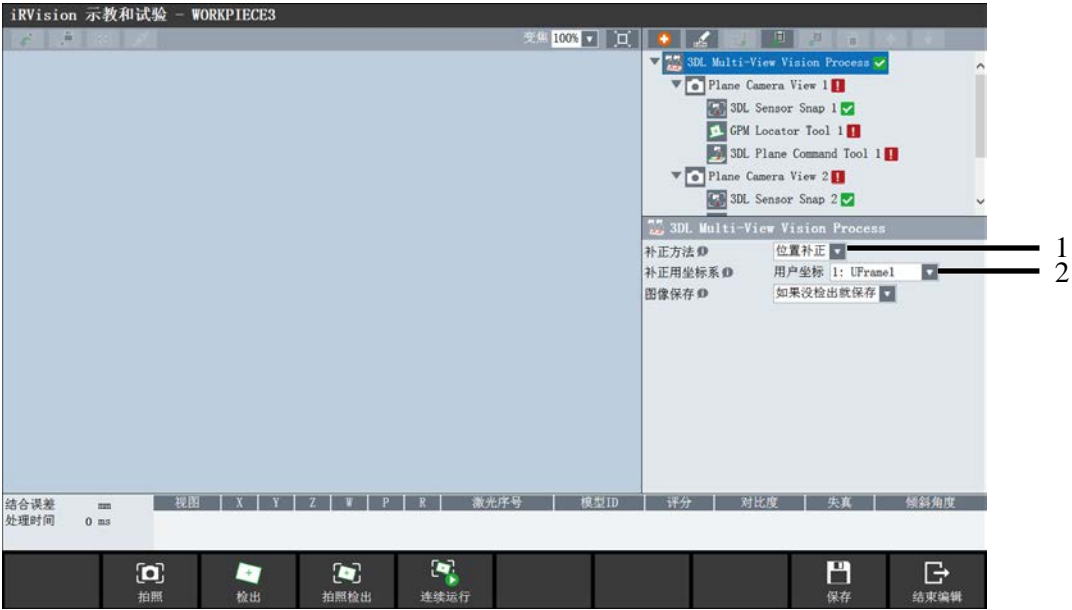 iRVision 示教和试验 - WORKPIECE3
变焦 100%
3DL Multi-View Vision Process
Plane Camera View 1
3DL Sensor Snap 1
GPM Locator Tool 1
3DL Plane Command Tool 1
Plane Camera View 2
3DL Sensor Snap 2
3DL Multi-View Vision Process
补正方法 位置补正 1
补正用坐标系 用户坐标 1: UFrame1 2
图像保存 如果没检出就保存
结合误差 mm 视图 X Y Z W P R 激光序号 模型ID 评分 对比度 失真 倾斜角度
处理时间 0 ms
拍照 检出 拍照检出 连续运行 保存 结束编辑